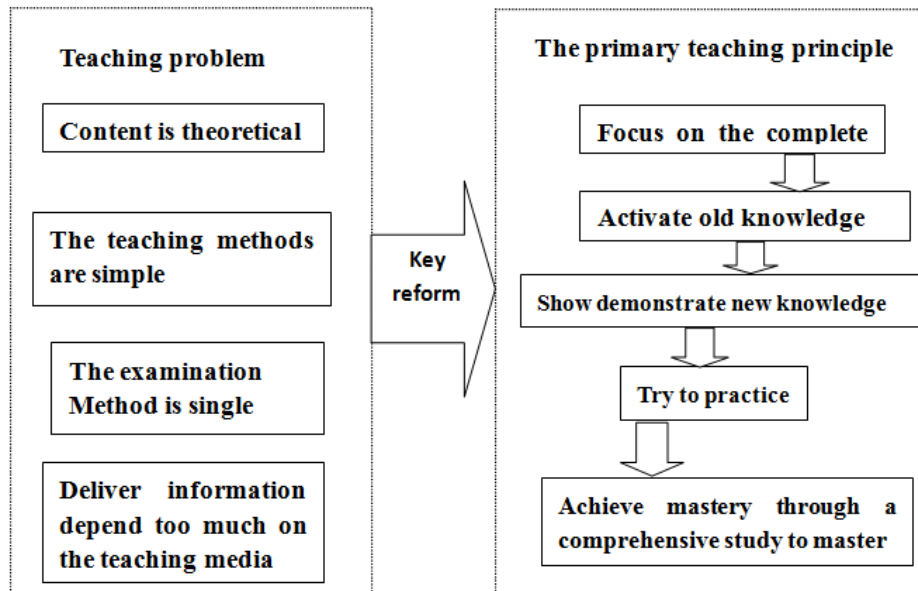 Teaching problem
Content is theoretical
The teaching methods
are simple
The examination
Method is single
Deliver information
depend too much on
the teaching media
Key
reform
The primary teaching principle
Focus on the complete
Activate old knowledge
Show demonstrate new knowledge
Try to practice
Achieve mastery through a
comprehensive study to master